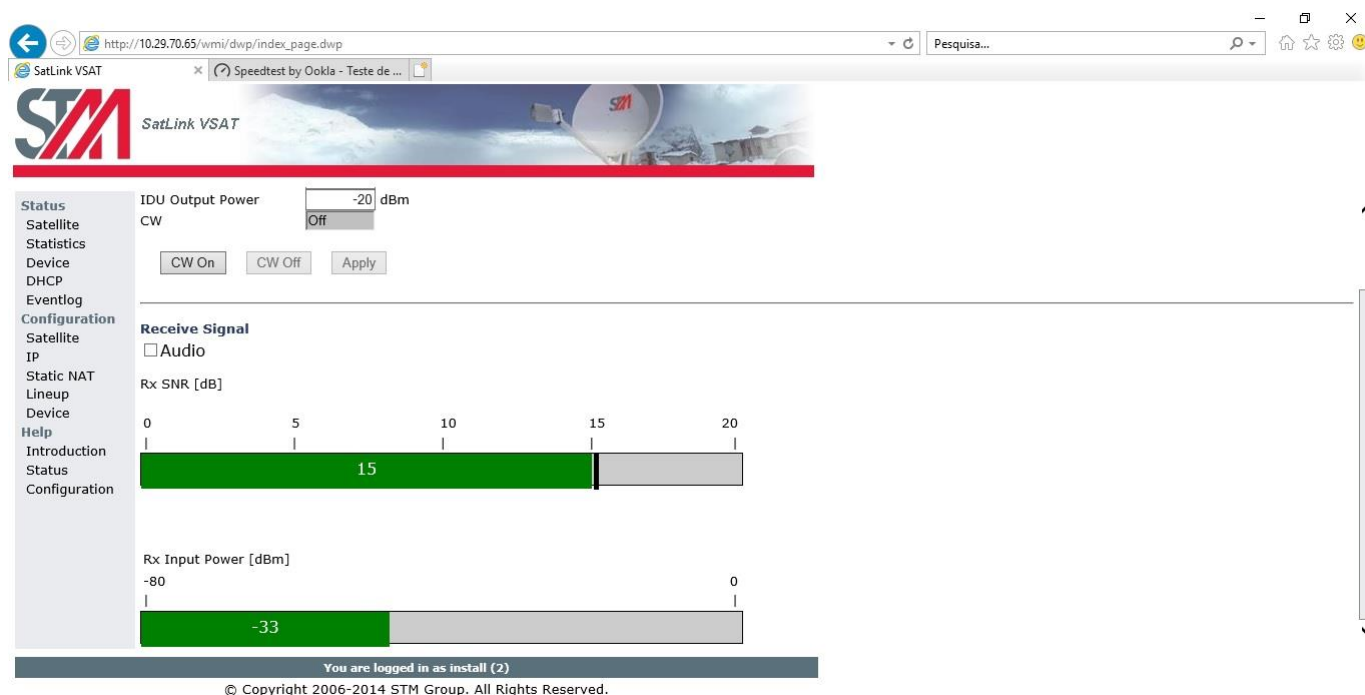 http://10.29.70.65/wmi/dwp/index_page.dwp
Pesquisa...
SatLink VSAT
Speedtest by Ookla - Teste de ...
STM
SatLink VSAT
STM
Status
Satellite
Statistics
Device
DHCP
Eventlog
Configuration
Satellite
IP
Static NAT
Lineup
Device
Help
Introduction
Status
Configuration
IDU Output Power -20 dBm
CW Off
CW On CW Off Apply
Receive Signal
Audio
Rx SNR [dB]
0 5 10 15 20
15
Rx Input Power [dBm]
-80 0
-33
You are logged in as install (2)
© Copyright 2006-2014 STM Group. All Rights Reserved.